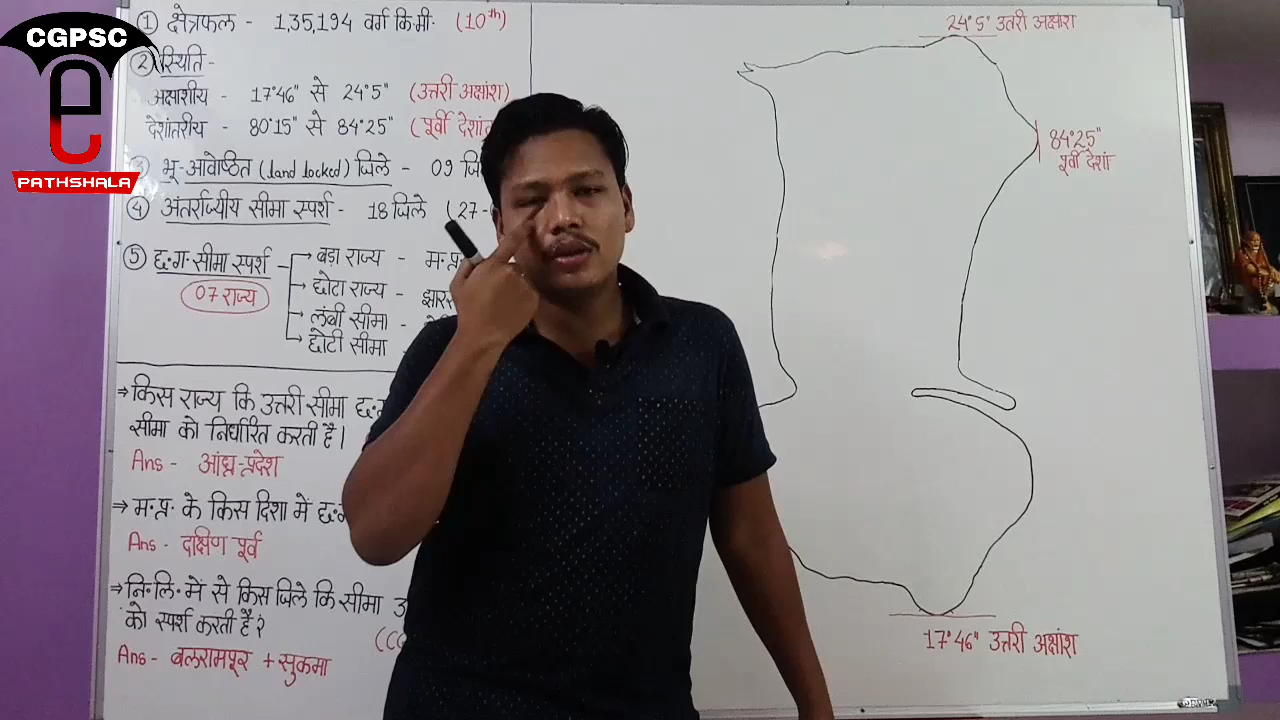 CGPSC
e
PATHSHALA
① क्षेत्रफल - 1,35,194 वर्ग कि.मी. (10th)
② स्थिति -
अक्षाशीय - 17°46" से 24°5" (उत्तरी अक्षांश)
देशांतरीय - 80°15" से 84°25" (पूर्वी
③ भू-आवेष्ठित (land locked) जिले - 09
④ अंतर्राज्यीय सीमा स्पर्श - 18 जिले (27-
⑤ छ.ग. सीमा स्पर्श
07 राज्य
बड़ा राज्य - म.प्र.
छोटा राज्य -
लंबी सीमा -
छोटी सीमा
→ किस राज्य कि उत्तरी सीमा
सीमा को निर्धारित करती है।
Ans - आंध्र-प्रदेश
→ म.प्र. के किस दिशा में
Ans - दक्षिण पूर्व
→ नि.लि. मे से किस जिले कि सीमा
को स्पर्श करती है?
Ans - बलरामपूर + सुकमा
24°5" उतरी अक्षांश
84°25"
पूर्वी देशां
17°46" उत्तरी अक्षांश